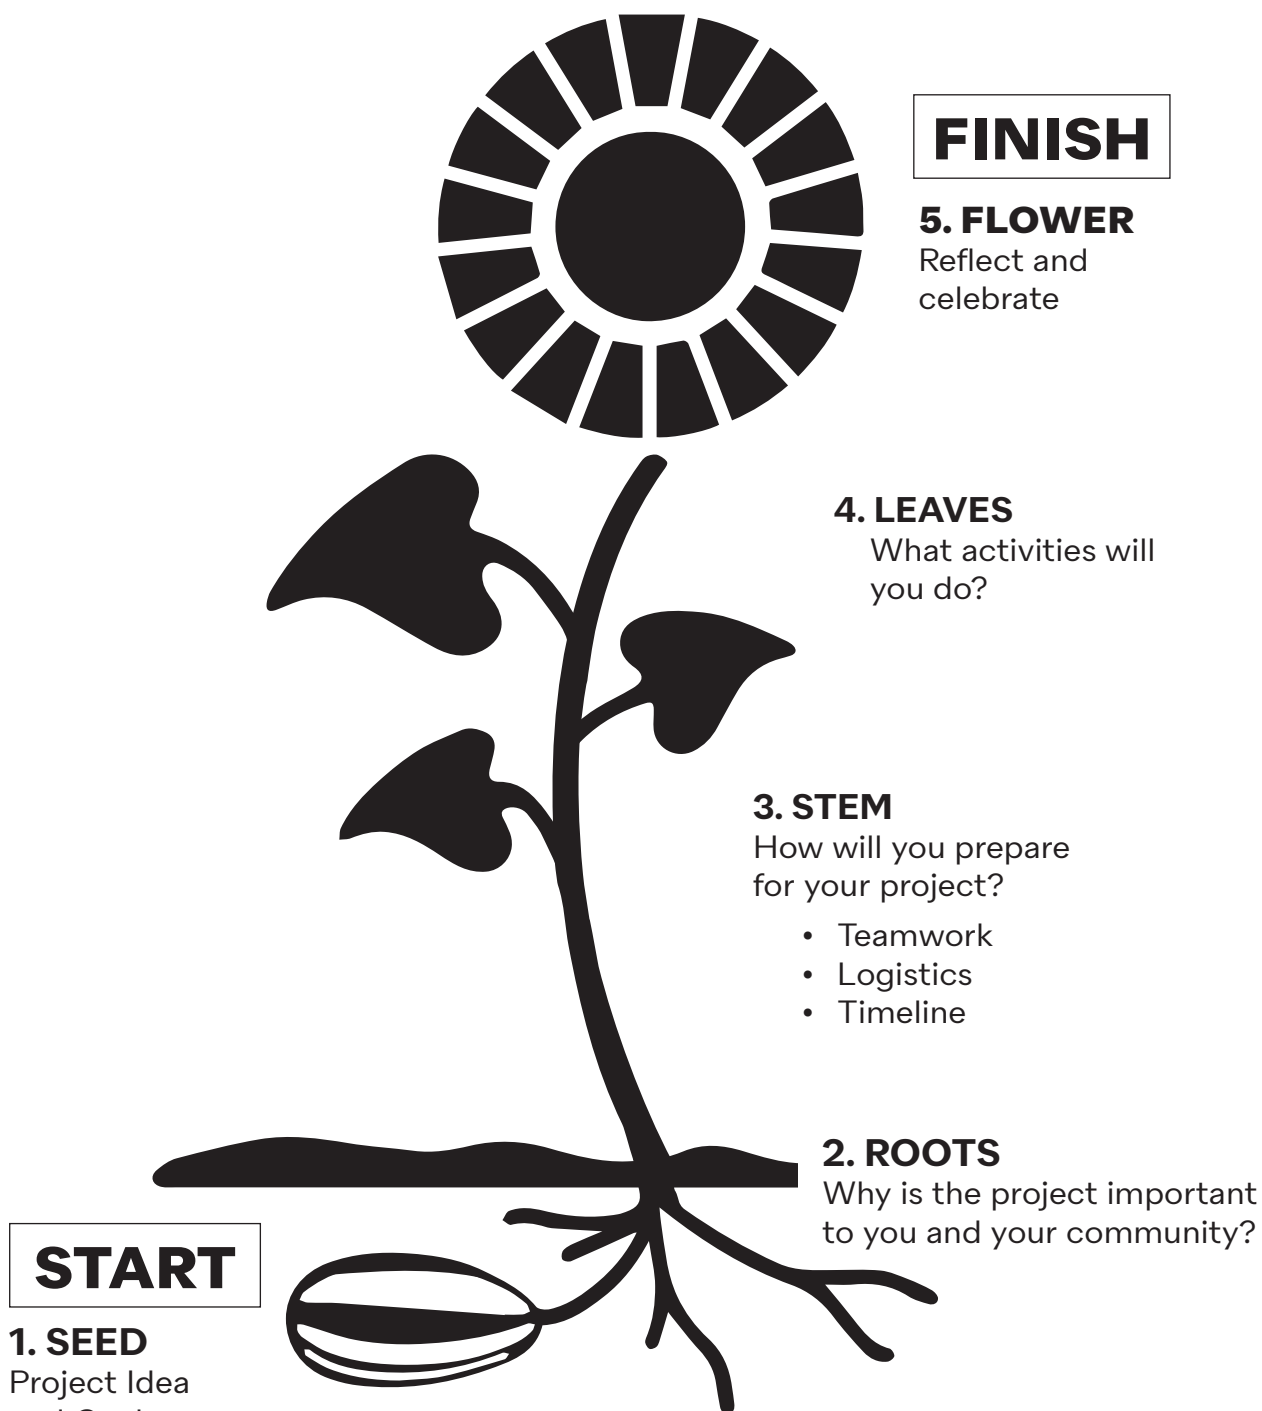 FINISH
5. FLOWER
Reflect and
celebrate
4. LEAVES
What activities will
you do?
3. STEM
How will you prepare
for your project?
• Teamwork
• Logistics
• Timeline
2. ROOTS
Why is the project important
to you and your community?
START
1. SEED
Project Idea